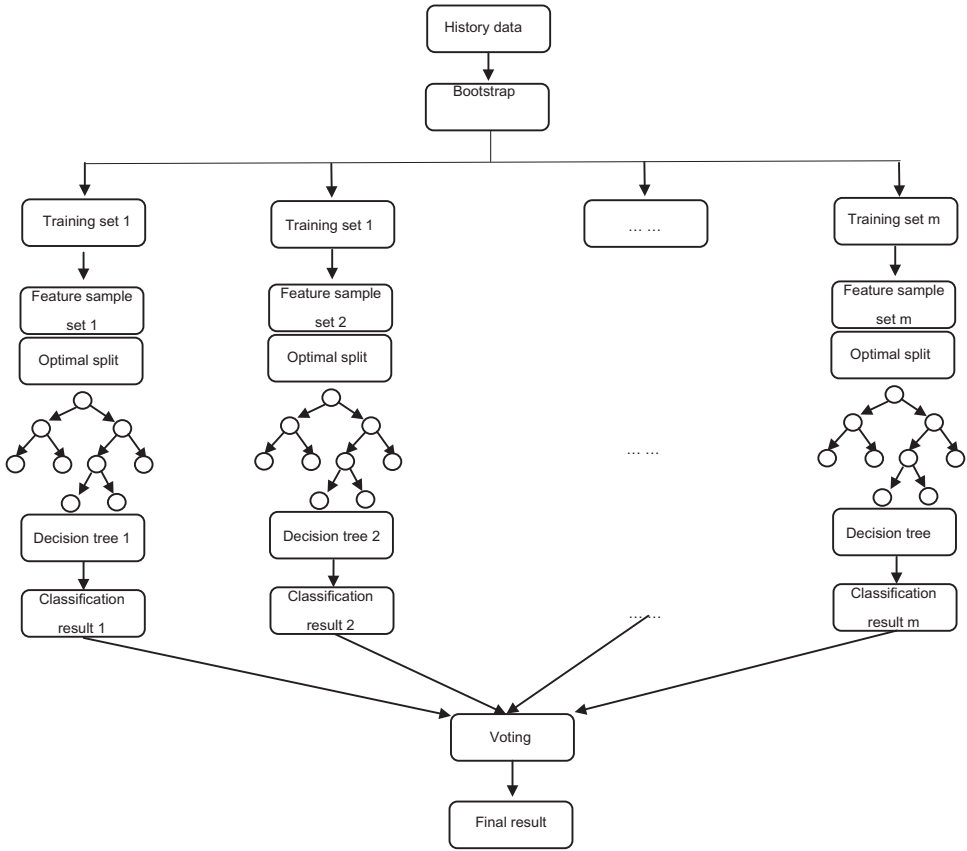 History data
Bootstrap
Training set 1
Training set 1
... ...
Training set m
Feature sample
set 1
Feature sample
set 2
Feature sample
set m
Optimal split
Optimal split
Optimal split
... ...
Decision tree 1
Decision tree 2
Decision tree
Classification
result 1
Classification
result 2
... ...
Classification
result m
Voting
Final result